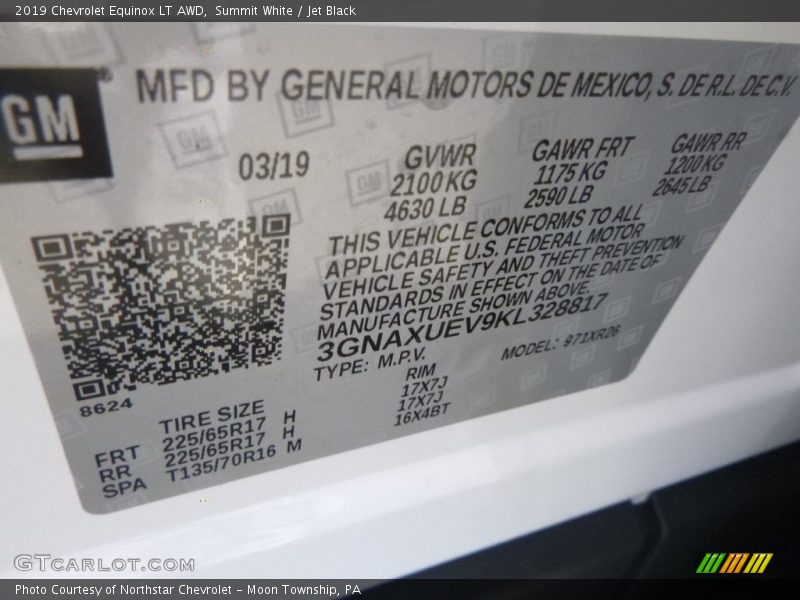 2019 Chevrolet Equinox LT AWD, Summit White / Jet Black
GM
MFD BY GENERAL MOTORS DE MEXICO, S. DE R.L. DE C.V.
03/19
GVWR
2100 KG
4630 LB
GAWR FRT
1175 KG
2590 LB
GAWR RR
1200 KG
2645 LB
THIS VEHICLE CONFORMS TO ALL
APPLICABLE U.S. FEDERAL MOTOR
VEHICLE SAFETY AND THEFT PREVENTION
STANDARDS IN EFFECT ON THE DATE OF
MANUFACTURE SHOWN ABOVE.
3GNAXUEV9KL328817
TYPE: M.P.V. MODEL: 971XR26
8624
TIRE SIZE RIM
FRT 225/65R17 H 17X7J
RR 225/65R17 H 17X7J
SPA T135/70R16 M 16X4BT
GTCARLOT.COM
Photo Courtesy of Northstar Chevrolet - Moon Township, PA